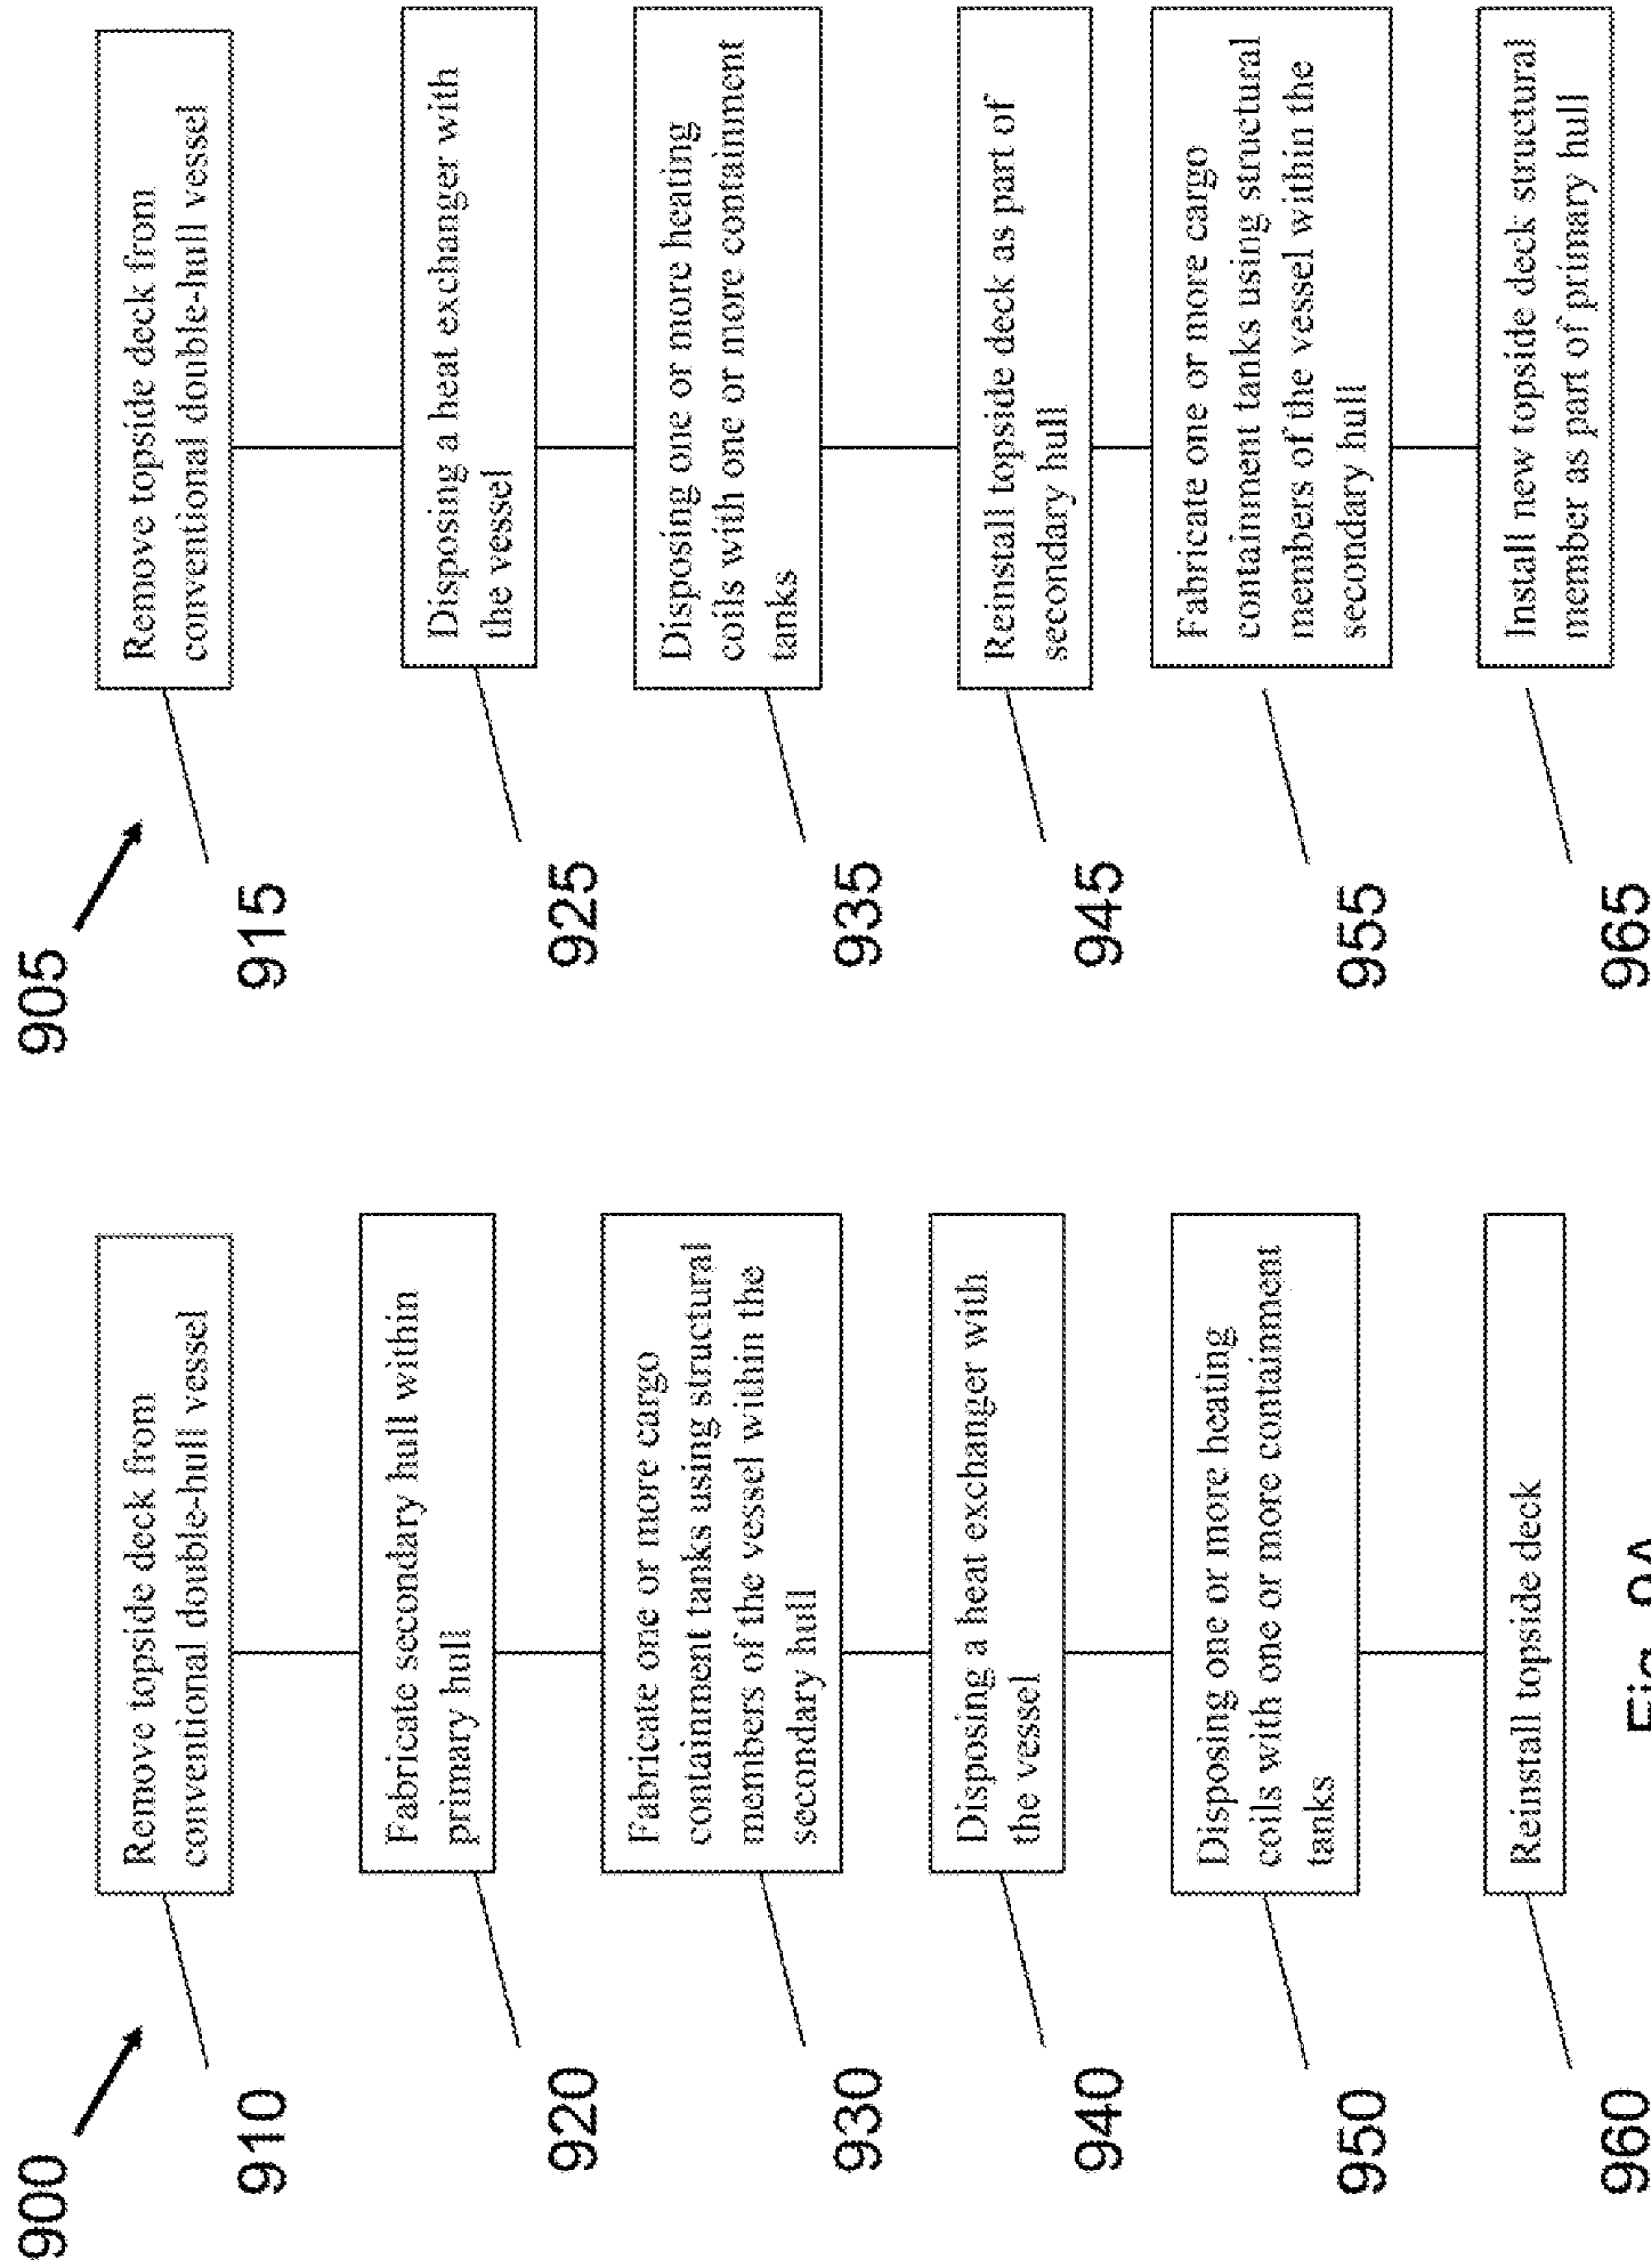 900
910
Remove topside deck from
conventional double-hull vessel
920
Fabricate secondary hull within
primary hull
930
Fabricate one or more cargo
containment tanks using structural
members of the vessel within the
secondary hull
940
Disposing a heat exchanger with
the vessel
950
Disposing one or more heating
coils with one or more containment
tanks
960
Reinstall topside deck
Fig. 9A
905
915
Remove topside deck from
conventional double-hull vessel
925
Disposing a heat exchanger with
the vessel
935
Disposing one or more heating
coils with one or more containment
tanks
945
Reinstall topside deck as part of
secondary hull
955
Fabricate one or more cargo
containment tanks using structural
members of the vessel within the
secondary hull
965
Install new topside deck structural
member as part of primary hull